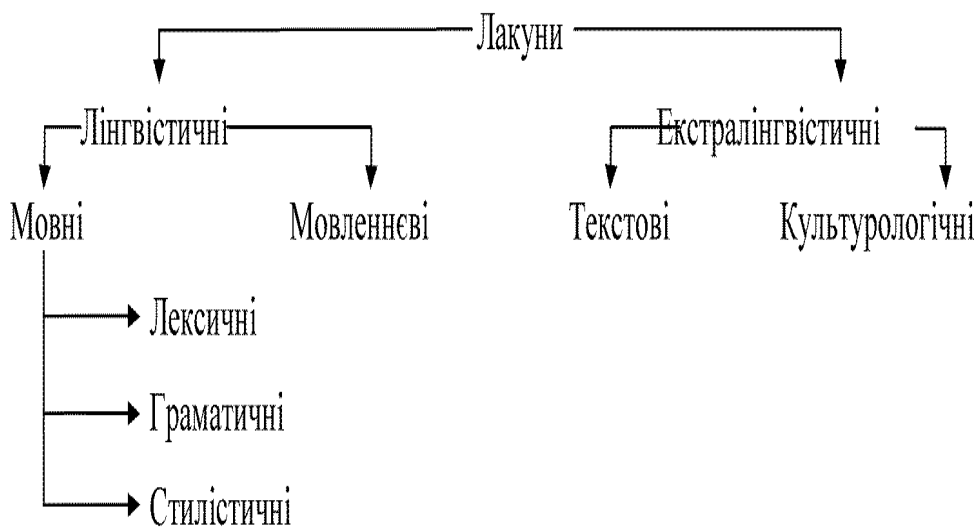 Лакуни
Лінгвістичні Екстралінгвістичні
Мовні Мовленнєві Текстові Культурологічні
Лексичні
Граматичні
Стилістичні